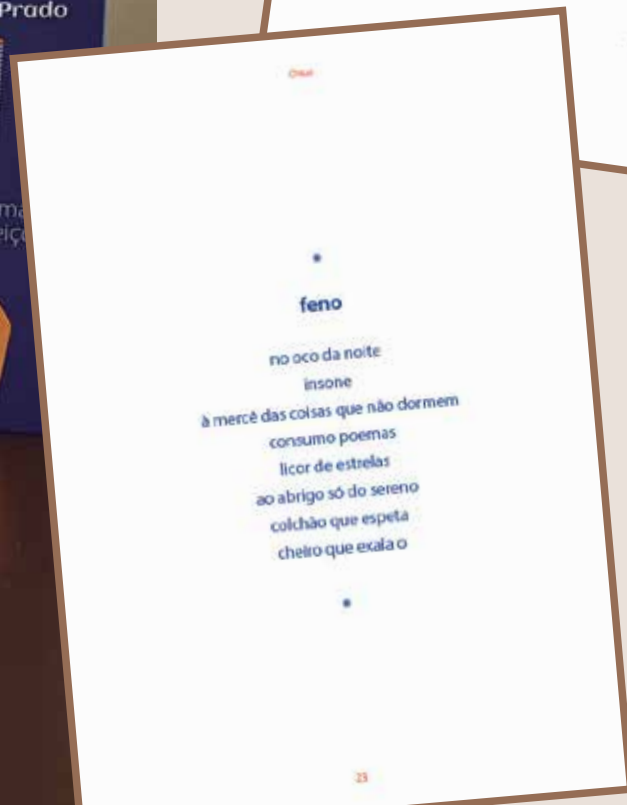 Prado
feno
no oco da noite
insone
à mercê das coisas que não dormem
consumo poemas
licor de estrelas
ao abrigo só do sereno
colchão que espeta
cheiro que exala o
23